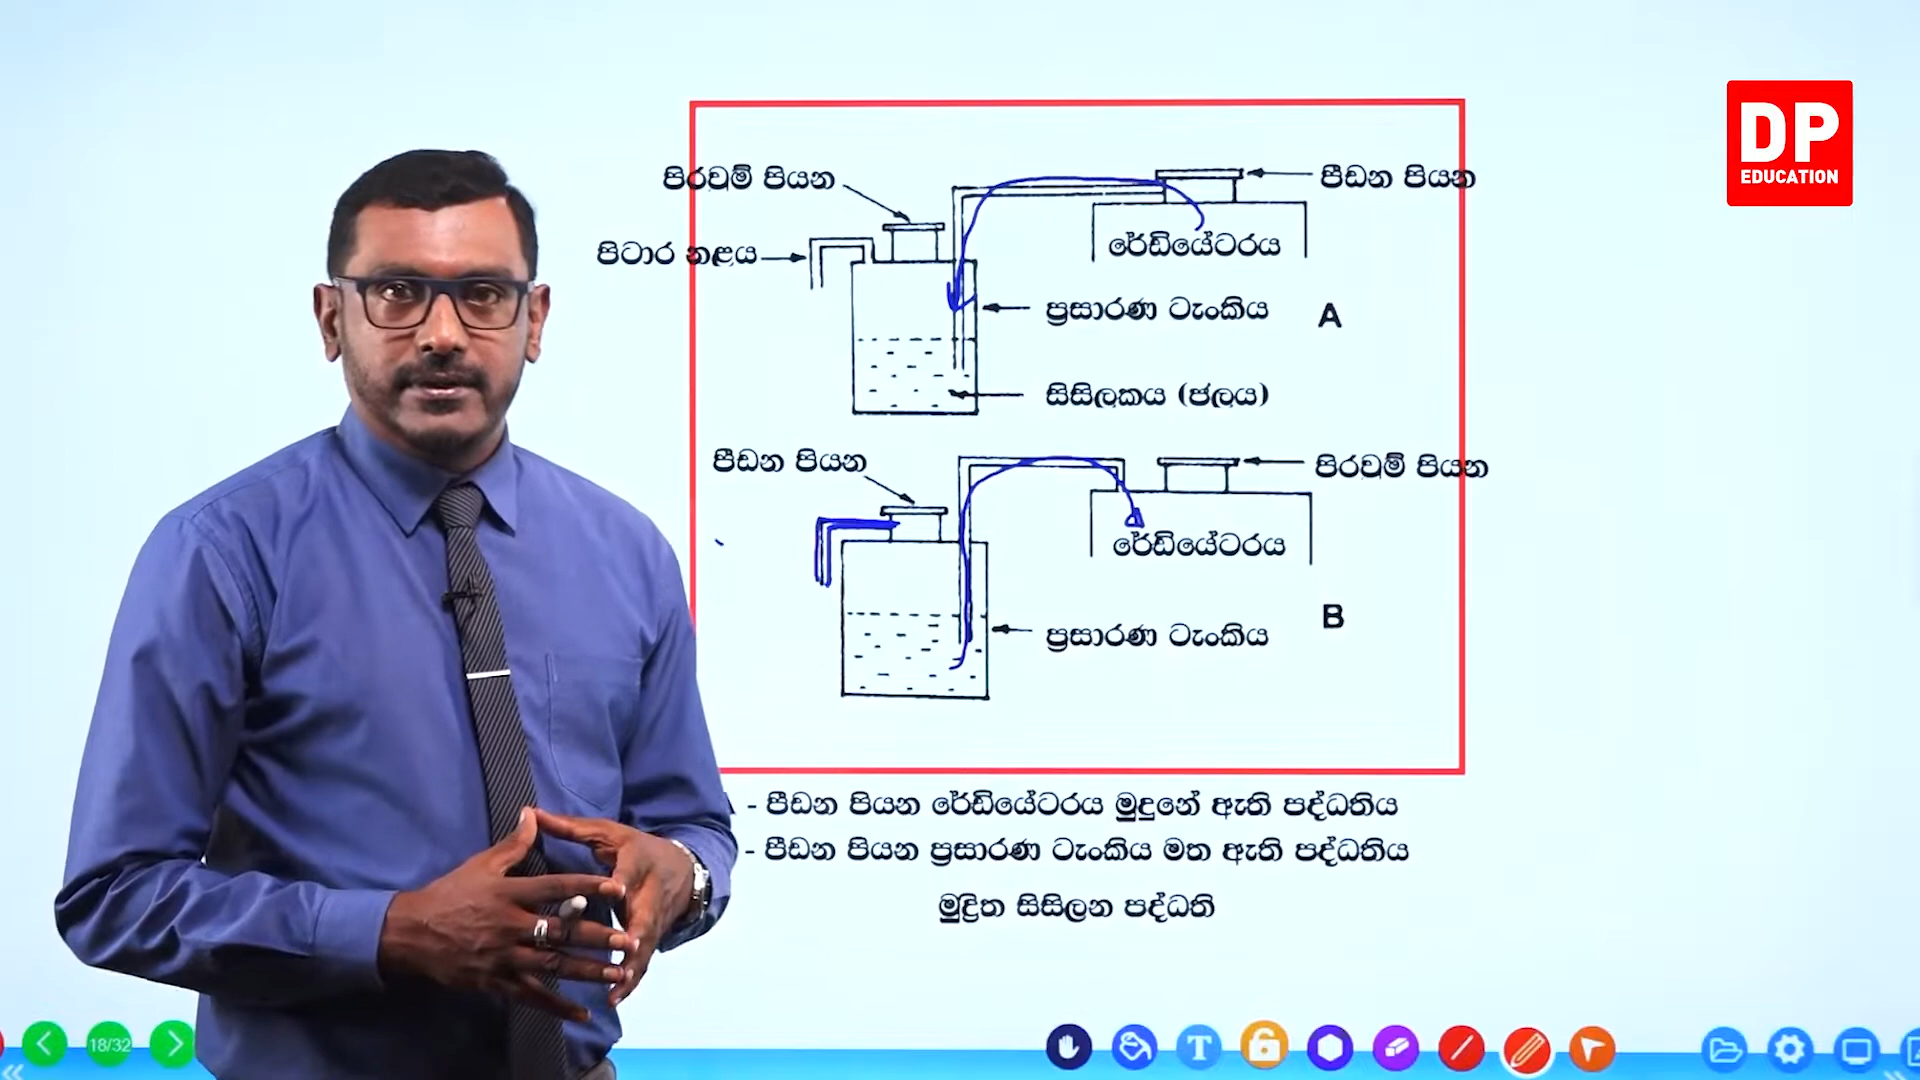 DP
EDUCATION
පිරවුම් පියන
පීඩන පියන
පිටාර නළය
රේඩියේටරය
ප්‍රසාරණ ටැංකිය
A
සිසිලකය (ජලය)
පීඩන පියන
පිරවුම් පියන
රේඩියේටරය
ප්‍රසාරණ ටැංකිය
B
- පීඩන පියන රේඩියේටරය මුදුනේ ඇති පද්ධතිය
- පීඩන පියන ප්‍රසාරණ ටැංකිය මත ඇති පද්ධතිය
මුද්‍රිත සිසිලන පද්ධති
18/32
T